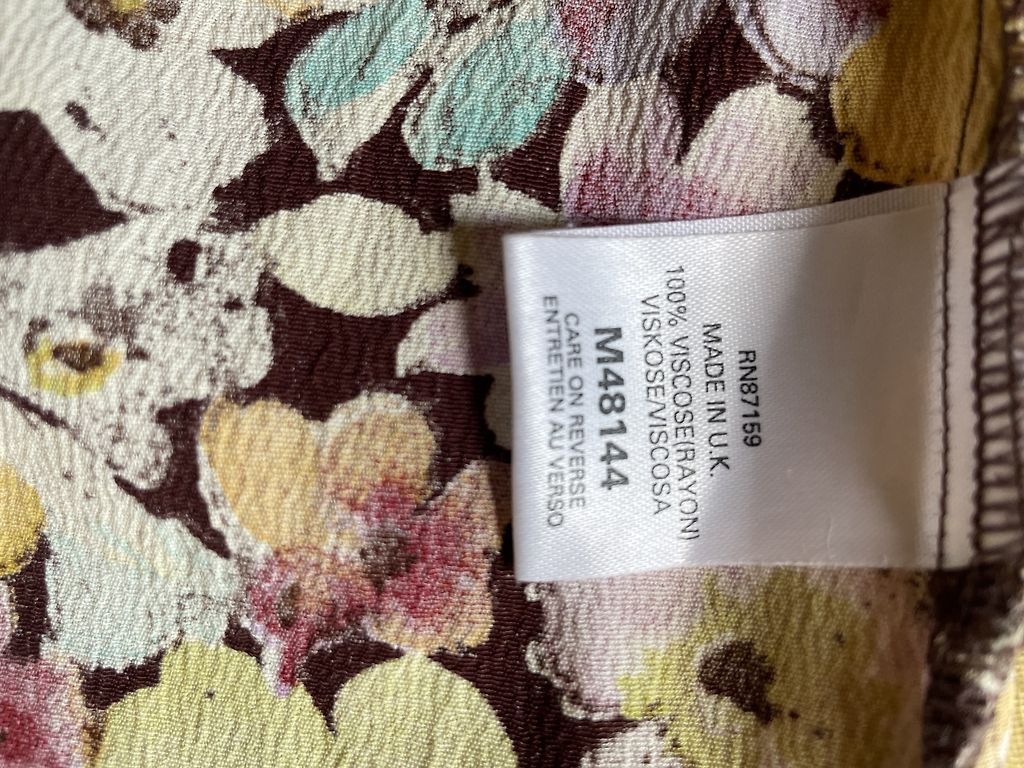 RN87159
MADE IN U.K.
100% VISCOSE(RAYON)
VISKOSE/VISCOSA
M48144
CARE ON REVERSE
ENTRETIEN AU VERSO